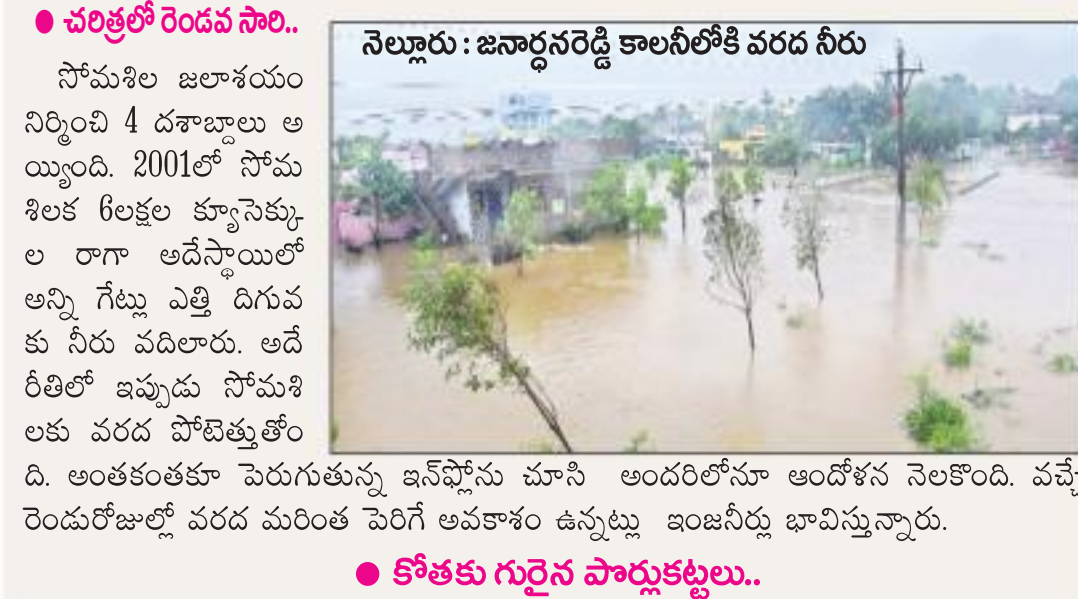 ● చరిత్రలో రెండవ సారి..
నెల్లూరు : జనార్ధనరెడ్డి కాలనీలోకి వరద నీరు
సోమశిల జలాశయం
నిర్మించి 4 దశాబ్దాలు అ
య్యింది. 2001లో సోమ
శిలక 6లక్షల క్యూసెక్కు
ల రాగా అదేస్థాయిలో
అన్ని గేట్లు ఎత్తి దిగువ
కు నీరు వదిలారు. అదే
రీతిలో ఇప్పుడు సోమశి
లకు వరద పోటెత్తుతోం
ది. అంతకంతకూ పెరుగుతున్న ఇన్‌ఫ్లోను చూసి అందరిలోనూ ఆందోళన నెలకొంది. వచ్చే
రెండురోజుల్లో వరద మరింత పెరిగే అవకాశం ఉన్నట్లు ఇంజనీర్లు భావిస్తున్నారు.
● కోతకు గురైన పొర్లుకట్టలు..